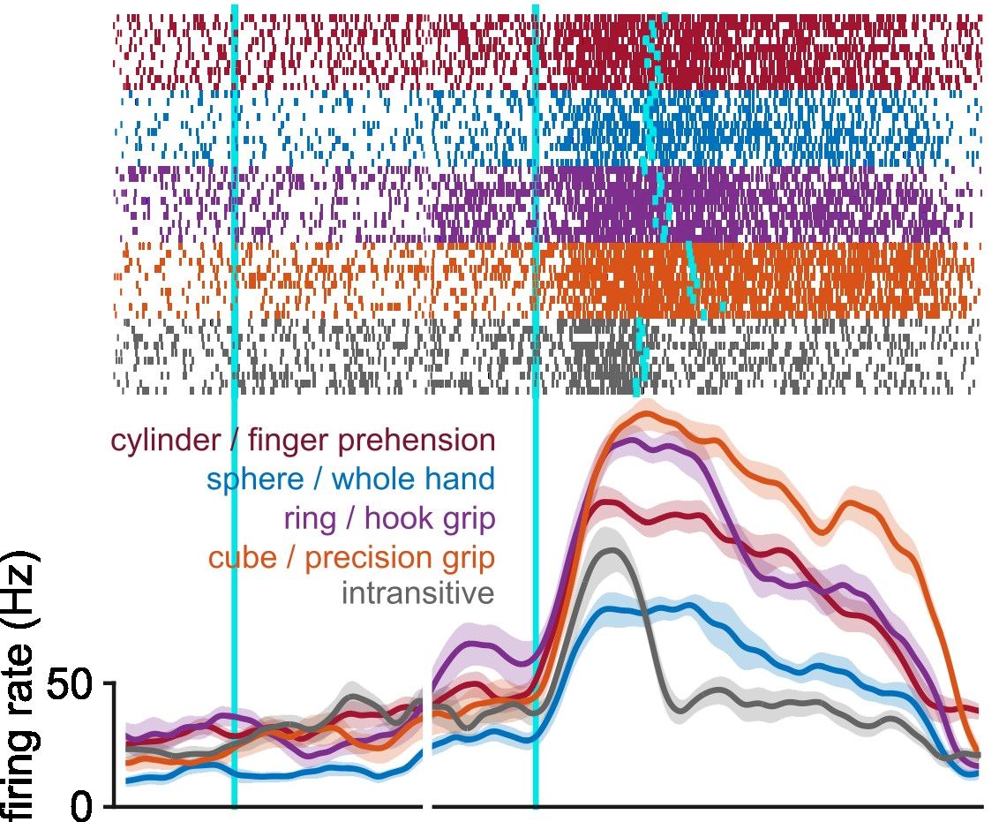 cylinder / finger prehension
sphere / whole hand
ring / hook grip
cube / precision grip
intransitive
firing rate (Hz)
50
0